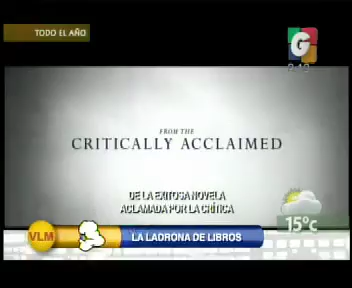 TODO EL AÑO
G
FROM THE
CRITICALLY ACCLAIMED
DE LA EXITOSA NOVELA
ACLAMADA POR LA CRÍTICA
15°C
VLM
LA LADRONA DE LIBROS